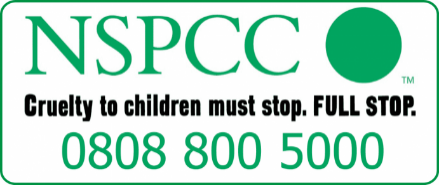 NSPCC
TM
Cruelty to children must stop. FULL STOP.
0808 800 5000